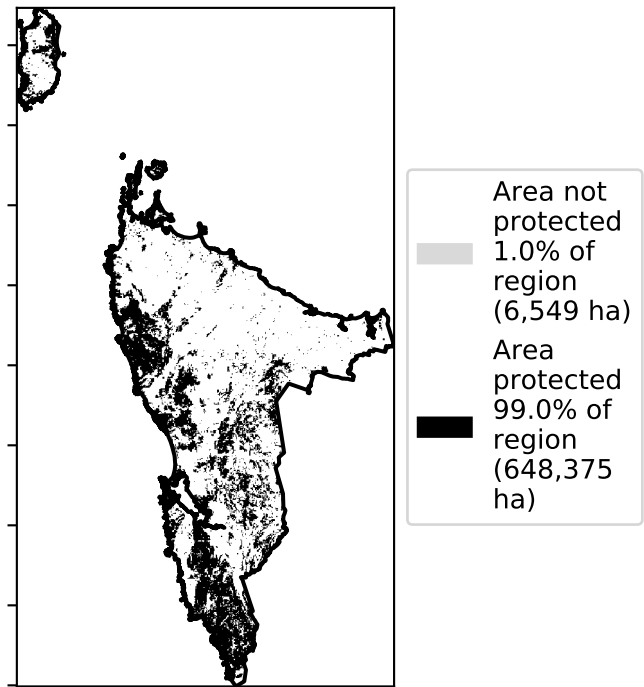 Area not
protected
1.0% of
region
(6,549 ha)
Area
protected
99.0% of
region
(648,375
ha)